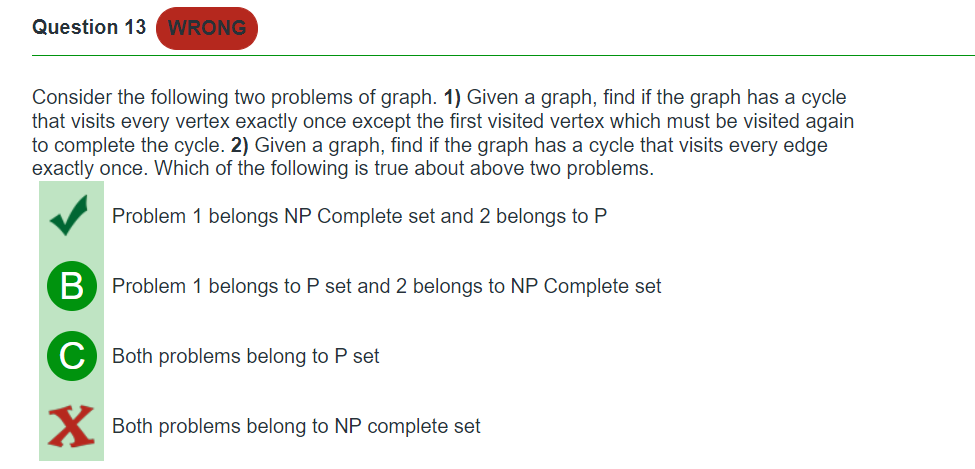 Question 13 WRONG
Consider the following two problems of graph. 1) Given a graph, find if the graph has a cycle
that visits every vertex exactly once except the first visited vertex which must be visited again
to complete the cycle. 2) Given a graph, find if the graph has a cycle that visits every edge
exactly once. Which of the following is true about above two problems.
Problem 1 belongs NP Complete set and 2 belongs to P
B Problem 1 belongs to P set and 2 belongs to NP Complete set
C Both problems belong to P set
X Both problems belong to NP complete set